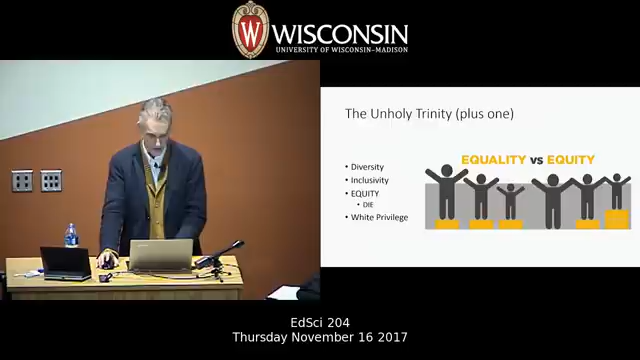 W
WISCONSIN
UNIVERSITY OF WISCONSIN–MADISON
The Unholy Trinity (plus one)
• Diversity
• Inclusivity
• EQUITY
• DIE
• White Privilege
EQUALITY vs EQUITY
EdSci 204
Thursday November 16 2017